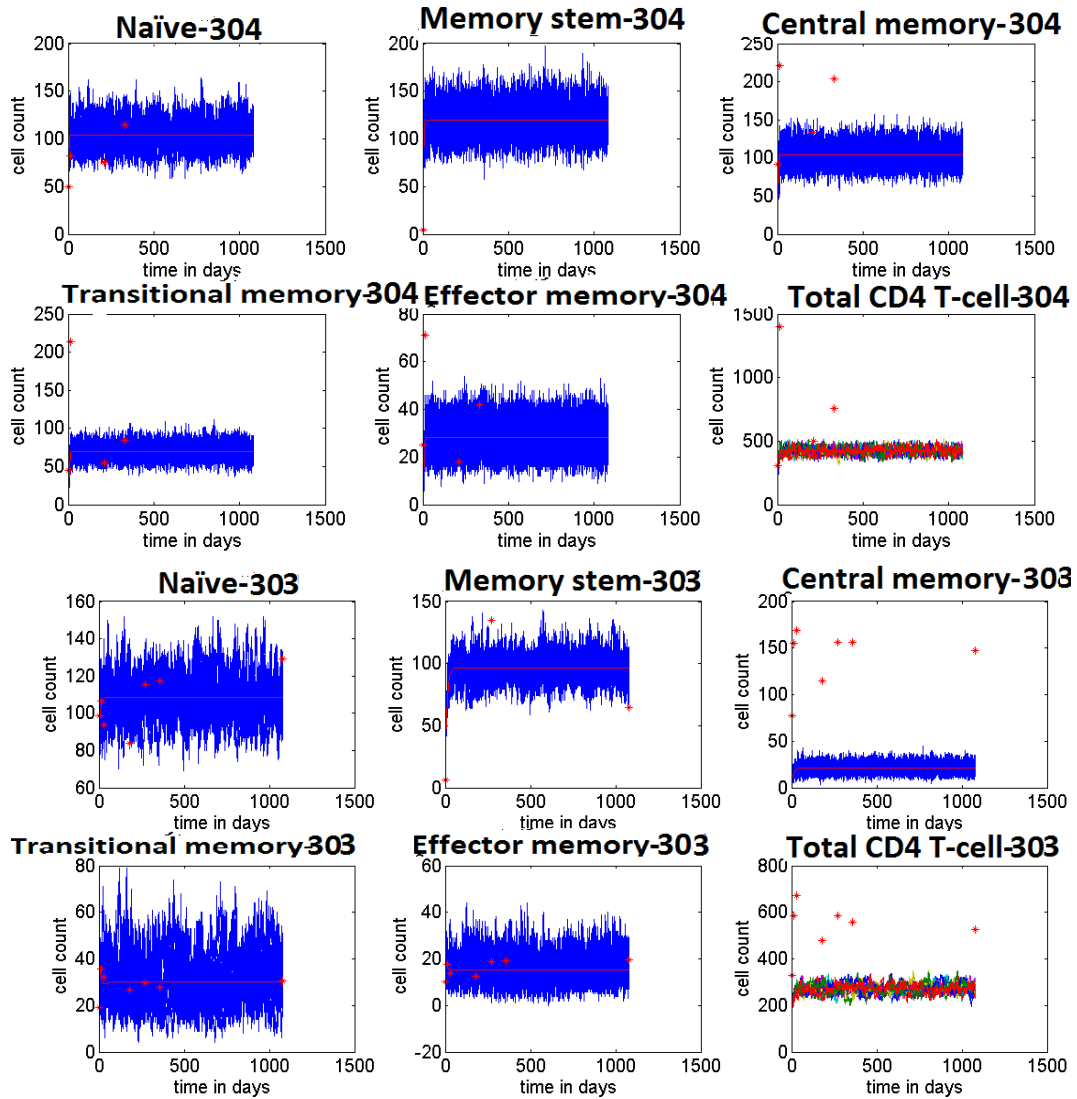 Naïve-304
200
150
100
50
0
cell count
0 500 1000 1500
time in days
Memory stem-304
200
150
100
50
0
cell count
0 500 1000 1500
time in days
Central memory-304
250
200
150
100
50
0
cell count
0 500 1000 1500
time in days
Transitional memory-304
250
200
150
100
50
0
cell count
0 500 1000 1500
time in days
Effector memory-304
80
60
40
20
0
cell count
0 500 1000 1500
time in days
Total CD4 T-cell-304
1500
1000
500
0
cell count
0 500 1000 1500
time in days
Naïve-303
160
140
120
100
80
60
cell count
0 500 1000 1500
time in days
Memory stem-303
150
100
50
0
cell count
0 500 1000 1500
time in days
Central memory-303
200
150
100
50
0
cell count
0 500 1000 1500
time in days
Transitional memory-303
80
60
40
20
0
cell count
0 500 1000 1500
time in days
Effector memory-303
60
40
20
0
-20
cell count
0 500 1000 1500
time in days
Total CD4 T-cell-303
800
600
400
200
0
cell count
0 500 1000 1500
time in days